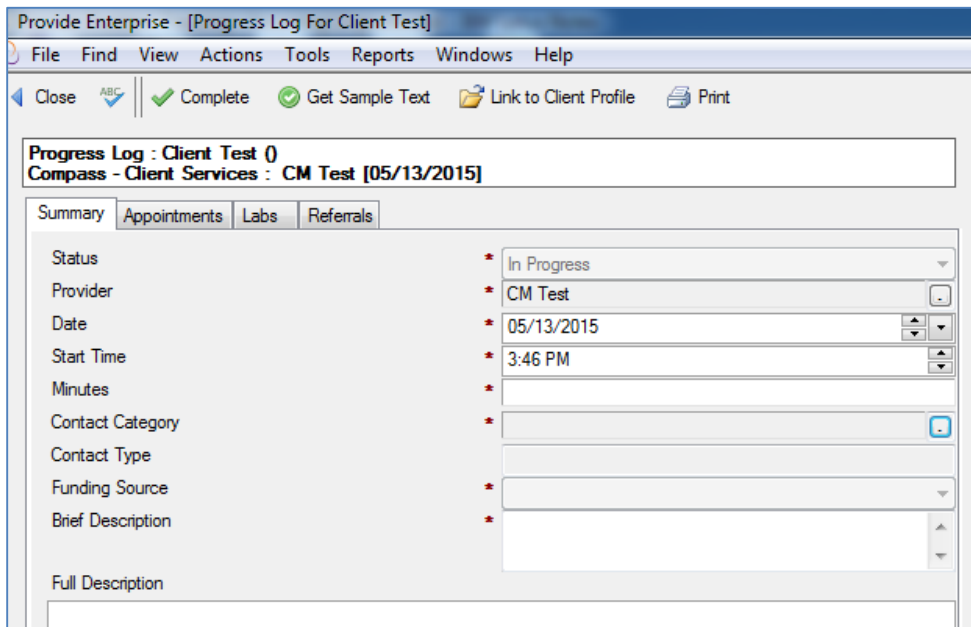 Provide Enterprise - [Progress Log For Client Test]
File Find View Actions Tools Reports Windows Help
Close ABC Complete Get Sample Text Link to Client Profile Print
Progress Log : Client Test ()
Compass - Client Services : CM Test [05/13/2015]
Summary Appointments Labs Referrals
Status * In Progress
Provider * CM Test .
Date * 05/13/2015
Start Time * 3:46 PM
Minutes *
Contact Category * .
Contact Type
Funding Source *
Brief Description *
Full Description